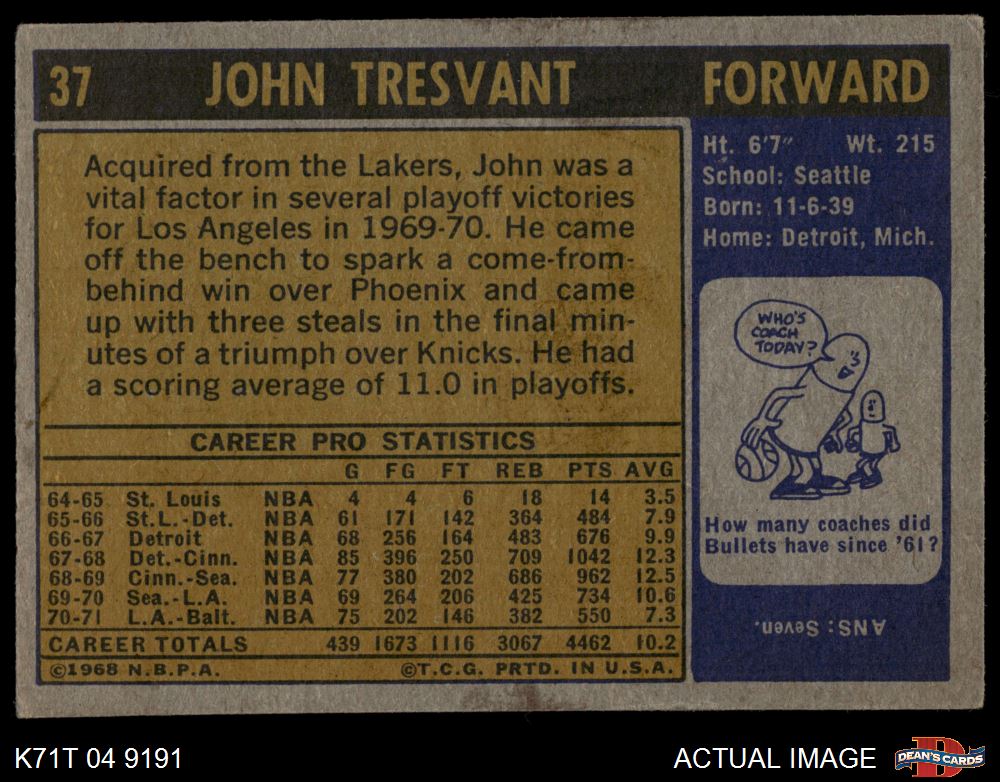 37 JOHN TRESVANT FORWARD
Acquired from the Lakers, John was a
vital factor in several playoff victories
for Los Angeles in 1969-70. He came
off the bench to spark a come-from-
behind win over Phoenix and came
up with three steals in the final min-
utes of a triumph over Knicks. He had
a scoring average of 11.0 in playoffs.
CAREER PRO STATISTICS
G FG FT REB PTS AVG
64-65 St. Louis NBA 4 4 6 18 14 3.5
65-66 St.L.-Det. NBA 61 171 142 364 484 7.9
66-67 Detroit NBA 68 256 164 483 676 9.9
67-68 Det.-Cinn. NBA 85 396 250 709 1042 12.3
68-69 Cinn.-Sea. NBA 77 380 202 686 962 12.5
69-70 Sea.-L.A. NBA 69 264 206 425 734 10.6
70-71 L.A.-Balt. NBA 75 202 146 382 550 7.3
CAREER TOTALS 439 1673 1116 3067 4462 10.2
©1968 N.B.P.A. ©T.C.G. PRTD. IN U.S.A.
Ht. 6'7" Wt. 215
School: Seattle
Born: 11-6-39
Home: Detroit, Mich.
WHO'S
COACH
TODAY?
How many coaches did
Bullets have since '61?
ANS: Seven.
K71T 04 9191
ACTUAL IMAGE
D
DEAN'S CARDS